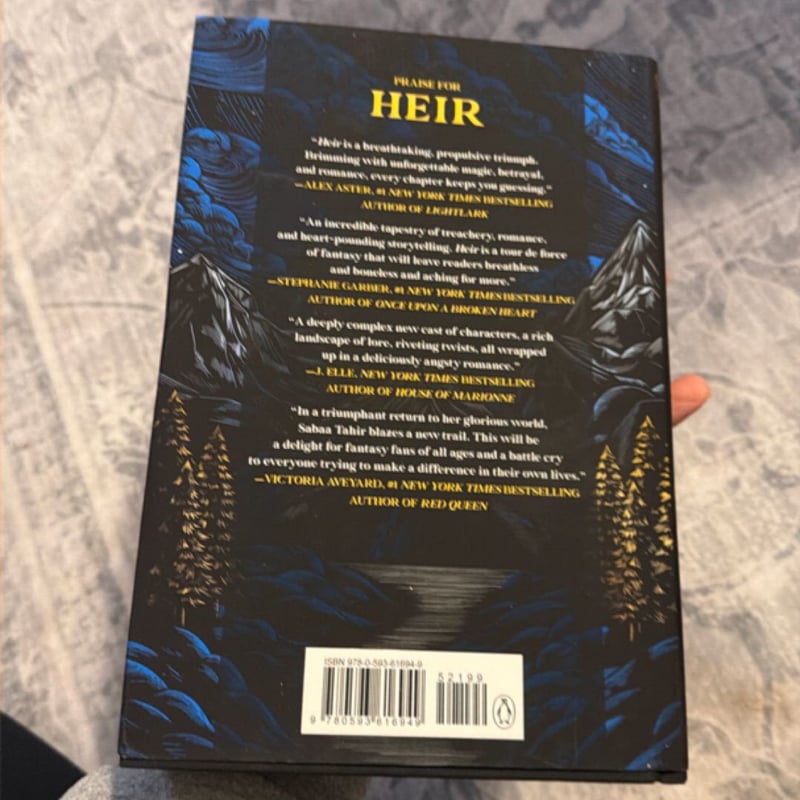 PRAISE FOR
HEIR
"Heir is a breathtaking, propulsive triumph.
Brimming with unforgettable magic, betrayal,
and romance, every chapter keeps you guessing."
—ALEX ASTER, #1 NEW YORK TIMES BESTSELLING
AUTHOR OF LIGHTLARK
"An incredible tapestry of treachery, romance,
and heart-pounding storytelling. Heir is a tour de force
of fantasy that will leave readers breathless
and boneless and aching for more."
—STEPHANIE GARBER, #1 NEW YORK TIMES BESTSELLING
AUTHOR OF ONCE UPON A BROKEN HEART
"A deeply complex new cast of characters, a rich
landscape of lore, riveting twists, all wrapped
up in a deliciously angsty romance."
—J. ELLE, NEW YORK TIMES BESTSELLING
AUTHOR OF HOUSE OF MARIONNE
"In a triumphant return to her glorious world,
Sabaa Tahir blazes a new trail. This will be
a delight for fantasy fans of all ages and a battle cry
to everyone trying to make a difference in their own lives."
—VICTORIA AVEYARD, #1 NEW YORK TIMES BESTSELLING
AUTHOR OF RED QUEEN
ISBN 978-0-593-61694-9
52199
9 780593 616949